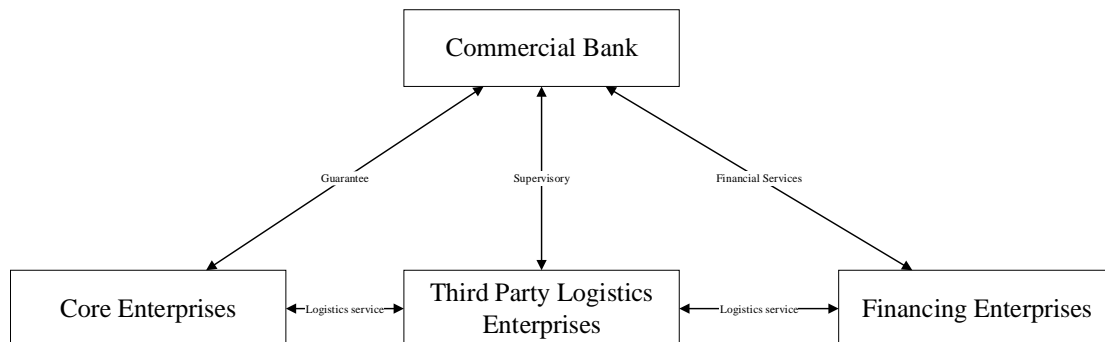 Commercial Bank
Guarantee
Supervisory
Financial Services
Core Enterprises
Logistics service
Third Party Logistics
Enterprises
Logistics service
Financing Enterprises